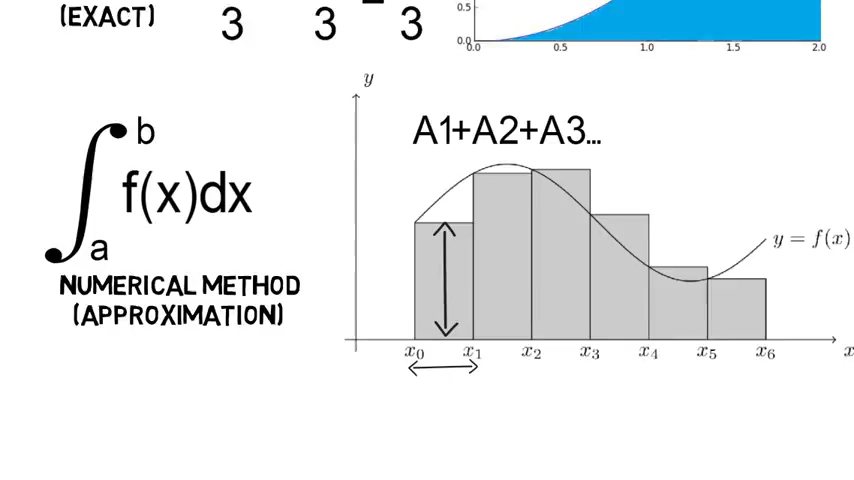 (EXACT)
3 3 = 3
0.5
0.0
0.0 0.5 1.0 1.5 2.0
y
A1+A2+A3...
∫
b
a
f(x)dx
y = f(x)
NUMERICAL METHOD
(APPROXIMATION)
x₀ x₁ x₂ x₃ x₄ x₅ x₆ x